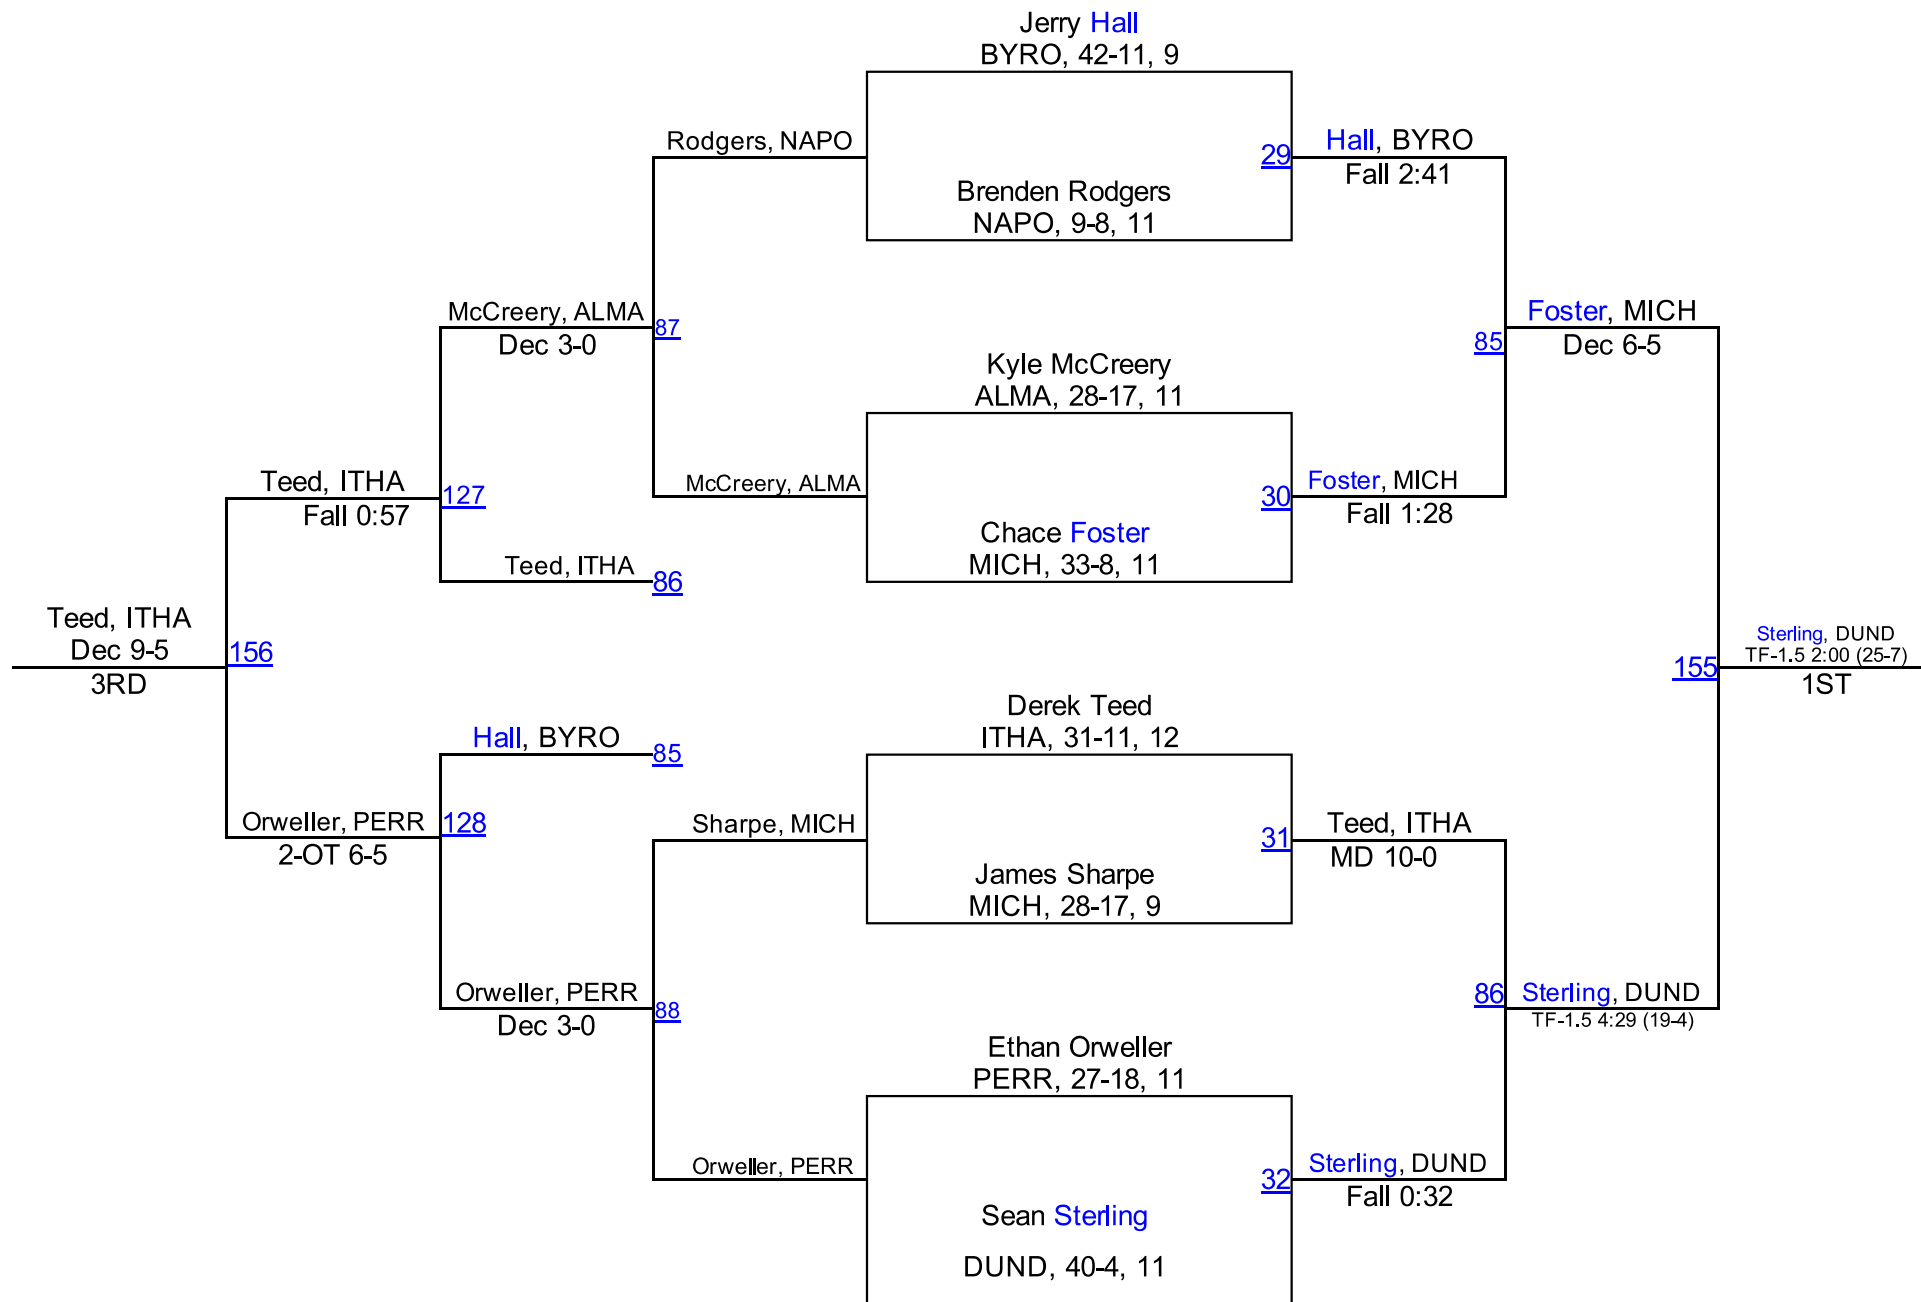 Jerry Hall
BYRO, 42-11, 9
Rodgers, NAPO
29
Hall, BYRO
Fall 2:41
Brenden Rodgers
NAPO, 9-8, 11
McCreery, ALMA
Dec 3-0
87
Foster, MICH
Dec 6-5
85
Kyle McCreery
ALMA, 28-17, 11
Teed, ITHA
Fall 0:57
127
McCreery, ALMA
30
Foster, MICH
Fall 1:28
Chace Foster
MICH, 33-8, 11
Teed, ITHA
86
Teed, ITHA
Dec 9-5
3RD
156
155
Sterling, DUND
TF-1.5 2:00 (25-7)
1ST
Derek Teed
ITHA, 31-11, 12
Hall, BYRO
85
Orweller, PERR
2-OT 6-5
128
Sharpe, MICH
31
Teed, ITHA
MD 10-0
James Sharpe
MICH, 28-17, 9
Orweller, PERR
Dec 3-0
88
86
Sterling, DUND
TF-1.5 4:29 (19-4)
Ethan Orweller
PERR, 27-18, 11
Orweller, PERR
32
Sterling, DUND
Fall 0:32
Sean Sterling
DUND, 40-4, 11